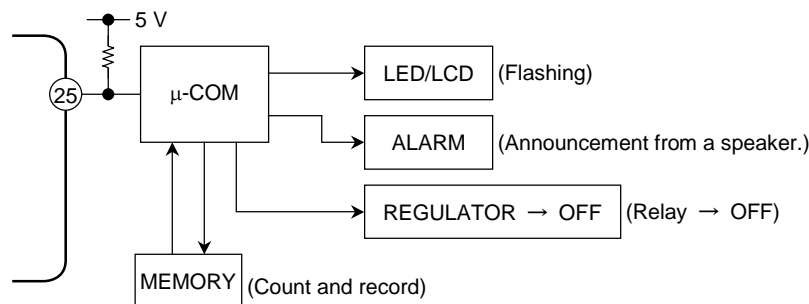 5 V
25
μ-COM
LED/LCD (Flashing)
ALARM (Announcement from a speaker.)
REGULATOR → OFF (Relay → OFF)
MEMORY (Count and record)